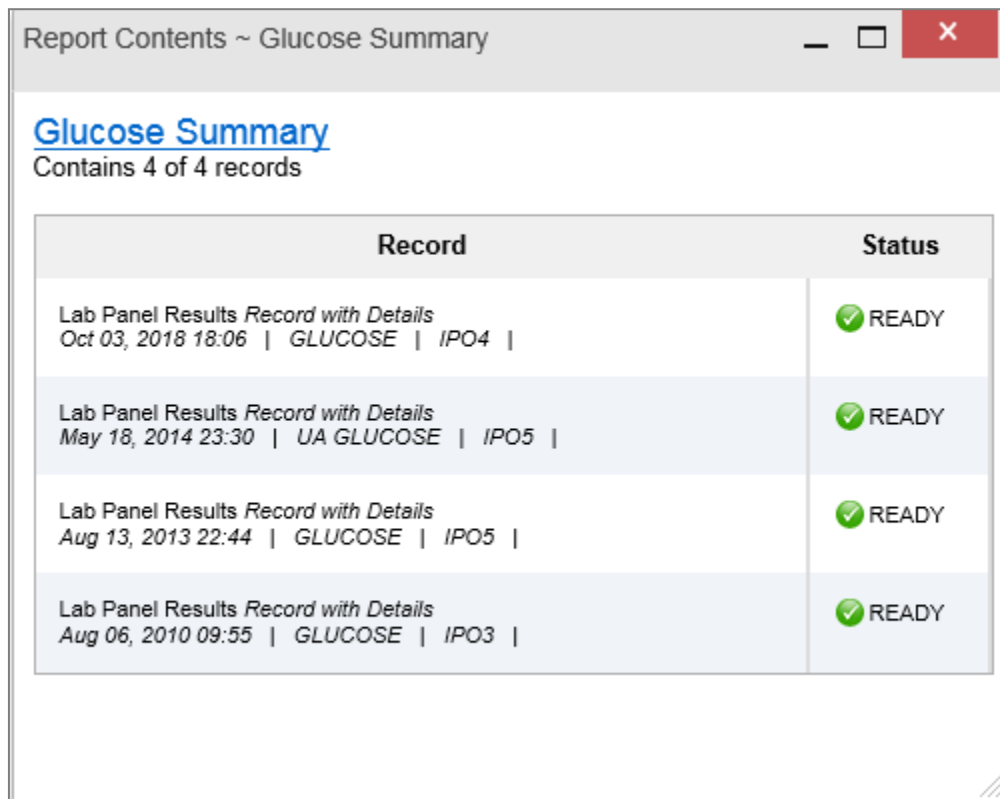 Report Contents ~ Glucose Summary
Glucose Summary
Contains 4 of 4 records
Record Status
Lab Panel Results Record with Details
Oct 03, 2018 18:06 | GLUCOSE | IPO4 |
READY
Lab Panel Results Record with Details
May 18, 2014 23:30 | UA GLUCOSE | IPO5 |
READY
Lab Panel Results Record with Details
Aug 13, 2013 22:44 | GLUCOSE | IPO5 |
READY
Lab Panel Results Record with Details
Aug 06, 2010 09:55 | GLUCOSE | IPO3 |
READY